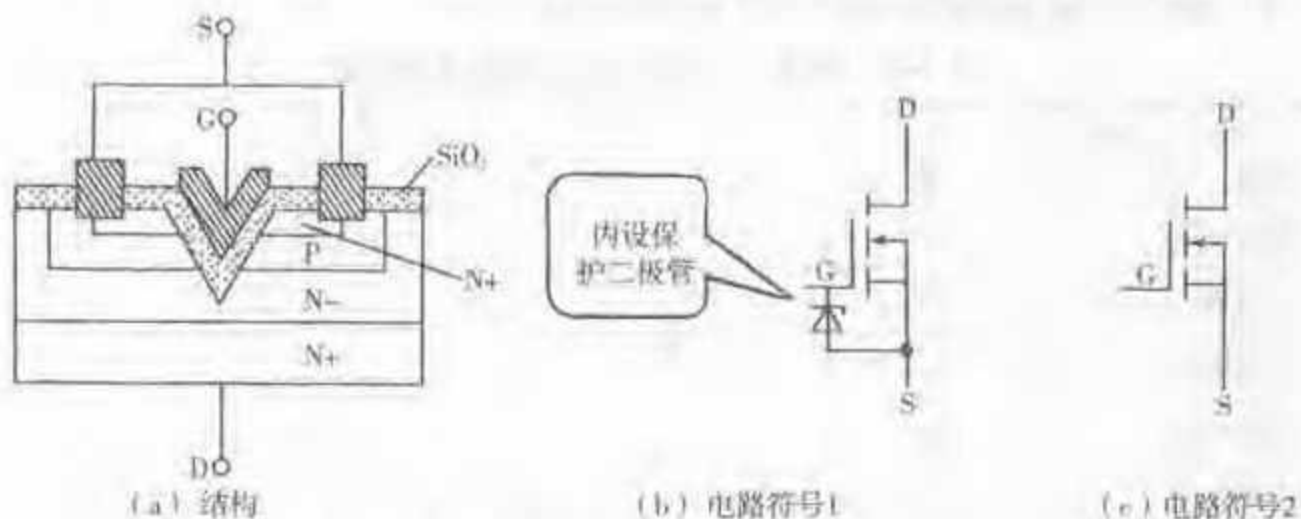 S
G
SiO₂
P
N+
N-
N+
D
(a) 结构
内设保
护二极管
D
G
S
(b) 电路符号1
D
G
S
(c) 电路符号2